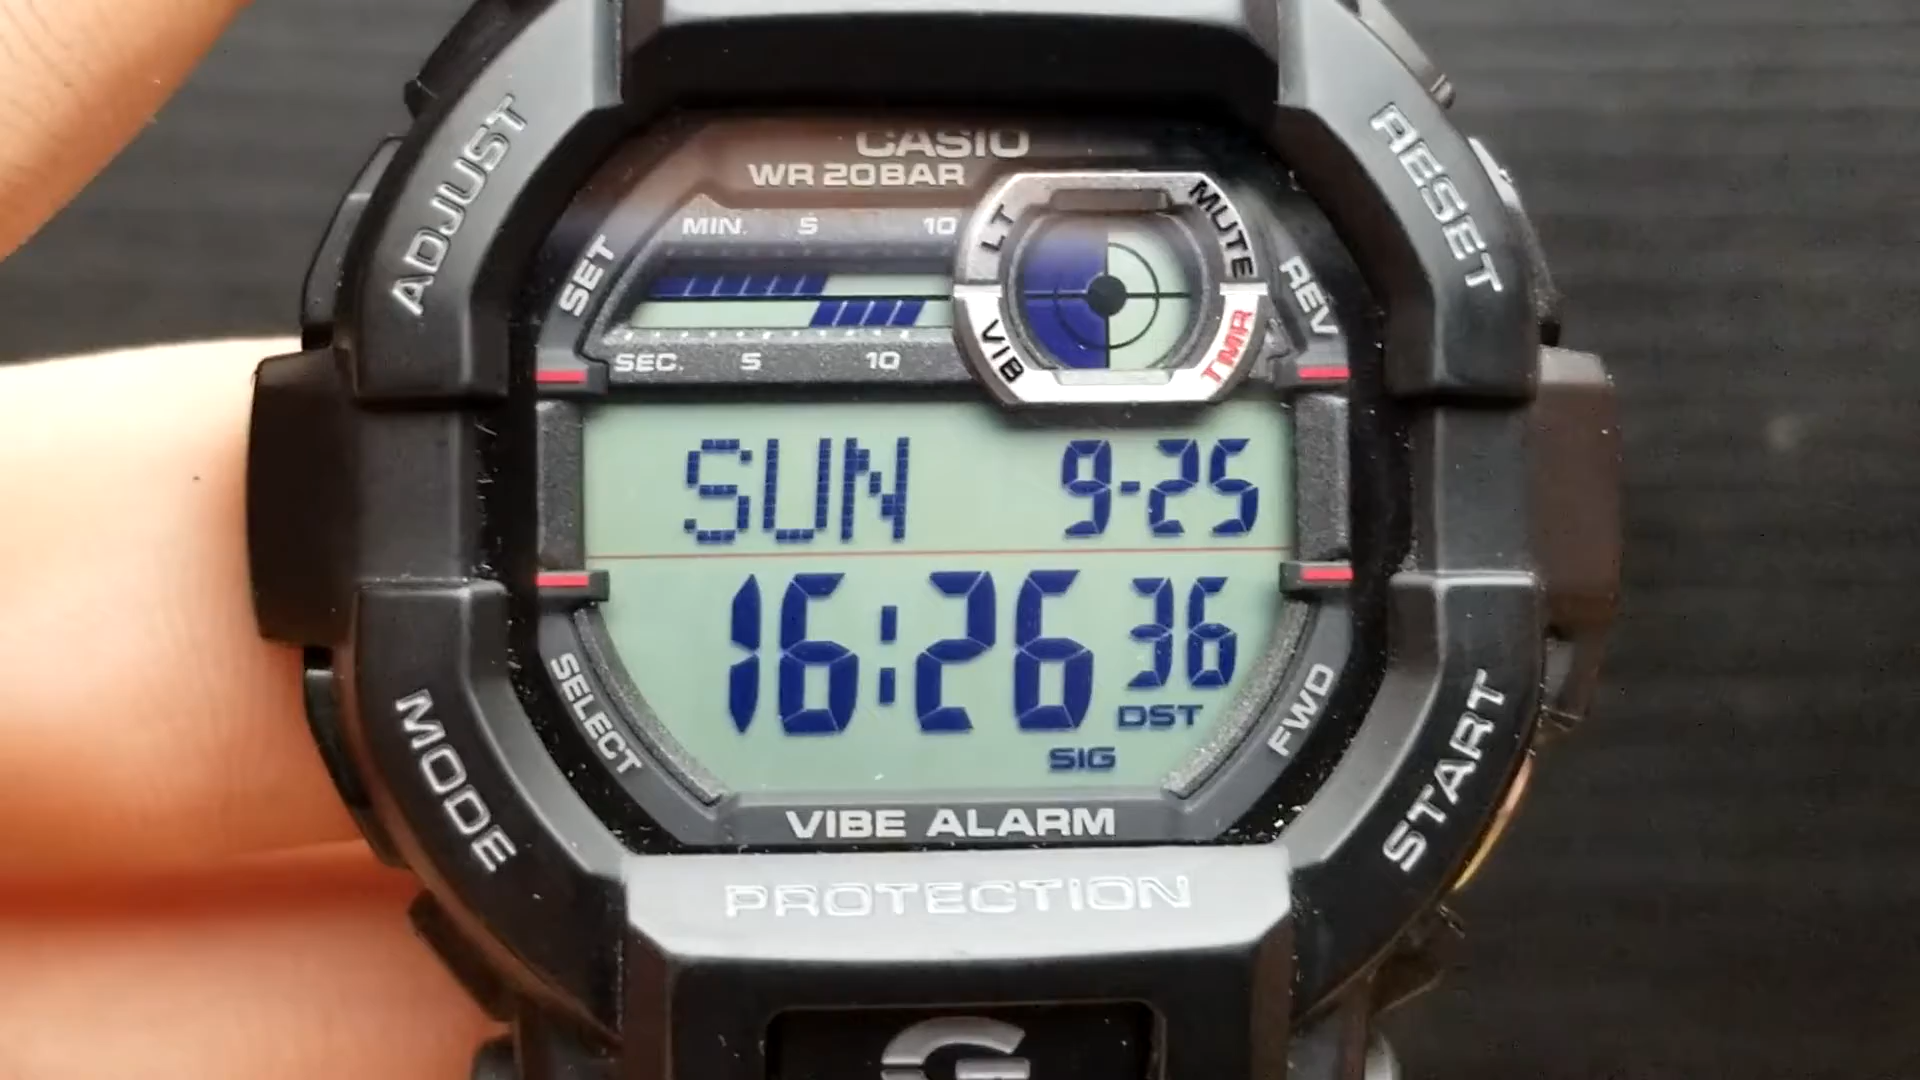 CASIO
WR 20BAR
ADJUST
RESET
SET
MIN. 5 10
LT
MUTE
REV
SEC. 5 10
VIB
TMR
SUN 9-25
16:26 36
DST
SIG
MODE
SELECT
FWD
START
VIBE ALARM
PROTECTION
G